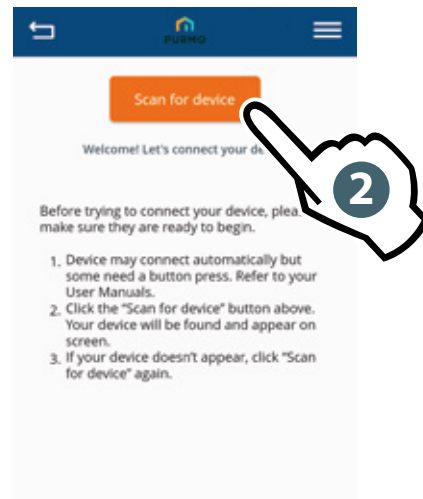 PURMO
Scan for device
Welcome! Let's connect your de
2
Before trying to connect your device, plea
make sure they are ready to begin.
1. Device may connect automatically but
some need a button press. Refer to your
User Manuals.
2. Click the "Scan for device" button above.
Your device will be found and appear on
screen.
3. If your device doesn't appear, click "Scan
for device" again.